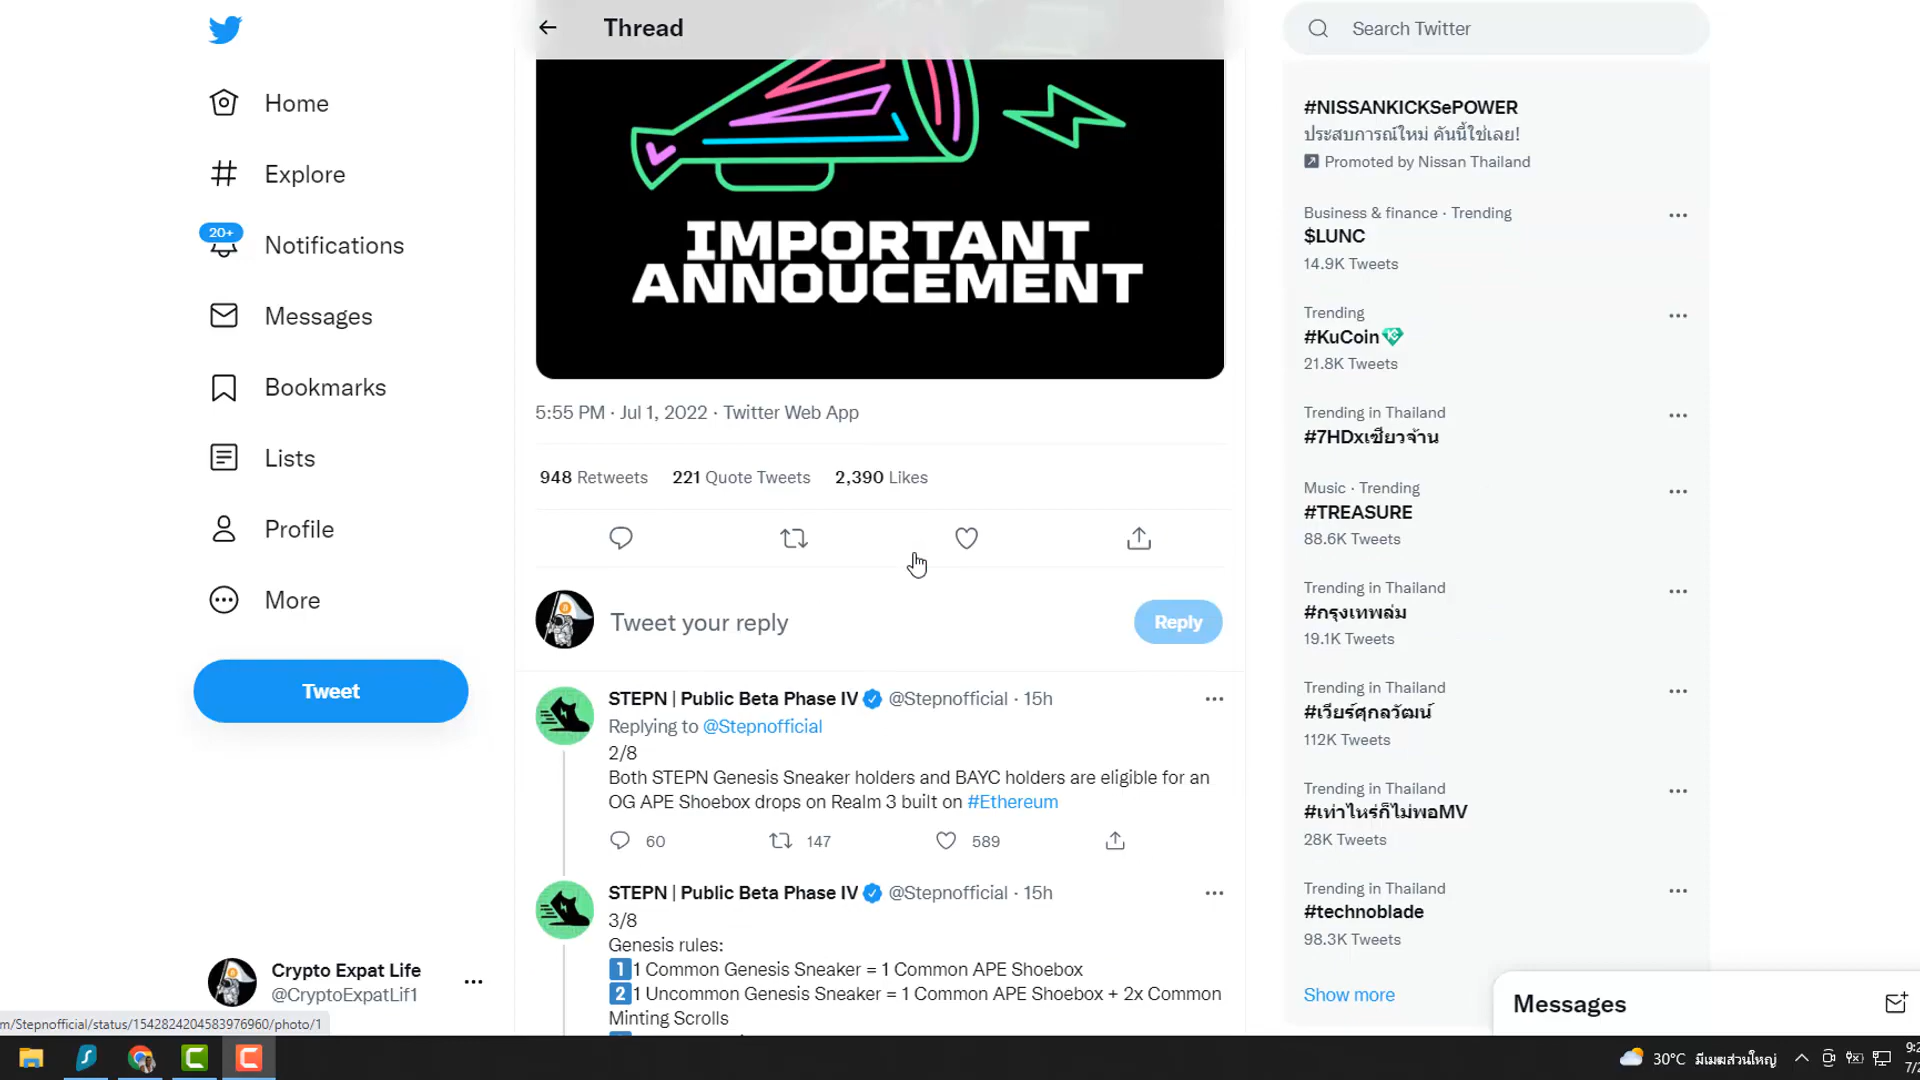 Thread
Search Twitter
Home
Explore
20+
Notifications
Messages
Bookmarks
Lists
Profile
More
Tweet
Crypto Expat Life
@CryptoExpatLif1
m/Stepnofficial/status/1542824204583976960/photo/1
IMPORTANT
ANNOUCEMENT
5:55 PM · Jul 1, 2022 · Twitter Web App
948 Retweets 221 Quote Tweets 2,390 Likes
Tweet your reply
Reply
STEPN | Public Beta Phase IV @Stepnofficial · 15h
Replying to @Stepnofficial
2/8
Both STEPN Genesis Sneaker holders and BAYC holders are eligible for an
OG APE Shoebox drops on Realm 3 built on #Ethereum
60 147 589
STEPN | Public Beta Phase IV @Stepnofficial · 15h
3/8
Genesis rules:
1 1 Common Genesis Sneaker = 1 Common APE Shoebox
2 1 Uncommon Genesis Sneaker = 1 Common APE Shoebox + 2x Common
Minting Scrolls
#NISSANKICKSePOWER
ประสบการณ์ใหม่ คันนี้ใช่เลย!
Promoted by Nissan Thailand
Business & finance · Trending
$LUNC
14.9K Tweets
Trending
#KuCoin
21.8K Tweets
Trending in Thailand
#7HDxเซียวจ้าน
Music · Trending
#TREASURE
88.6K Tweets
Trending in Thailand
#กรุงเทพล่ม
19.1K Tweets
Trending in Thailand
#เวียร์ศุกลวัฒน์
112K Tweets
Trending in Thailand
#เท่าไหร่ก็ไม่พอMV
28K Tweets
Trending in Thailand
#technoblade
98.3K Tweets
Show more
Messages
30°C มีเมฆส่วนใหญ่